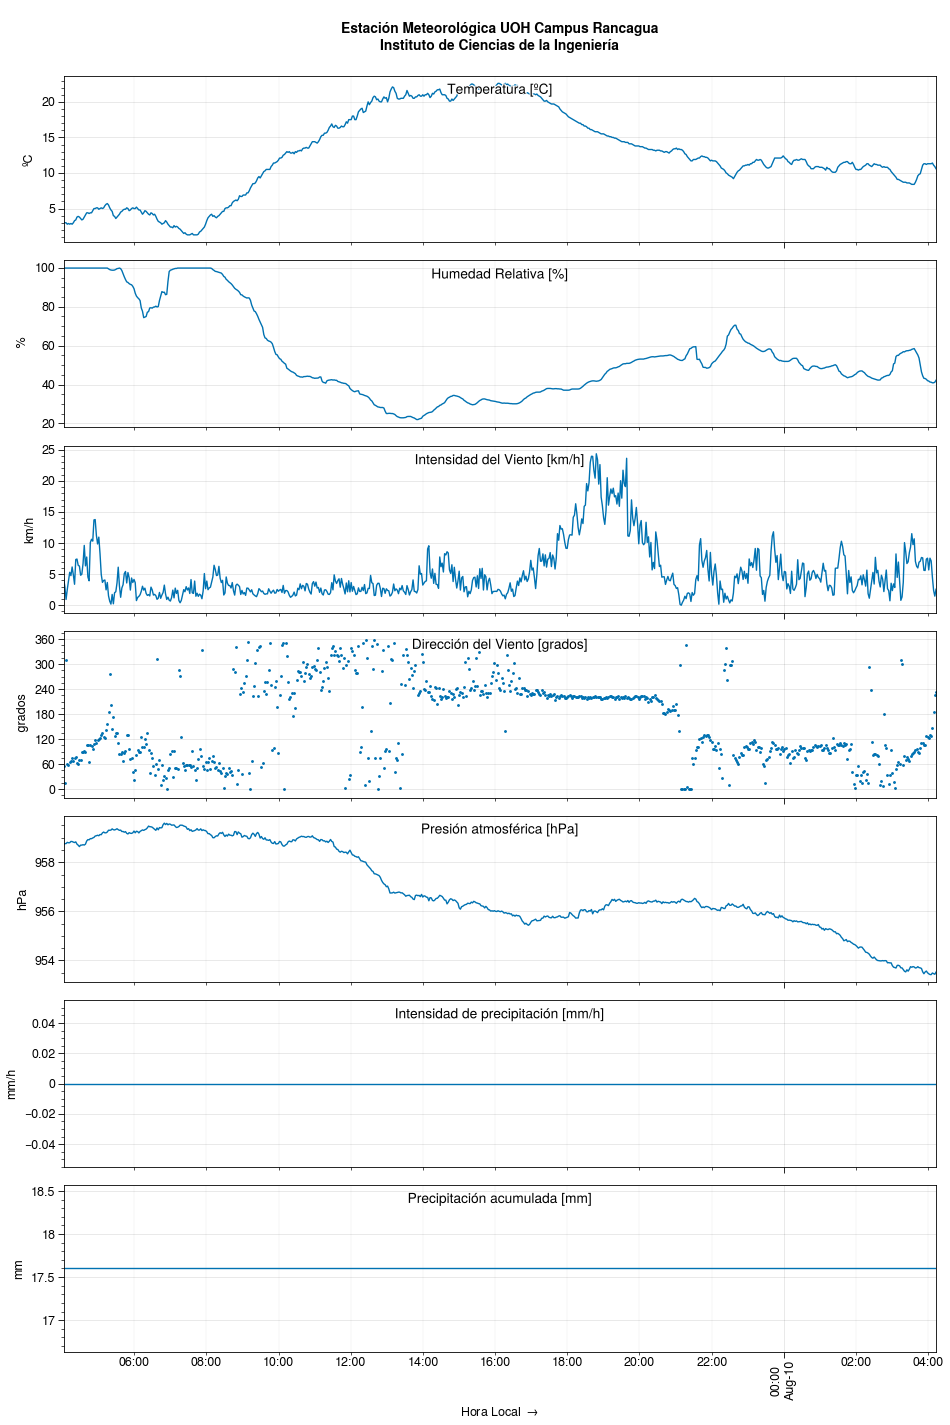 Estación Meteorológica UOH Campus Rancagua
Instituto de Ciencias de la Ingeniería
Temperatura [ºC]
20
15
10
5
ºC
Humedad Relativa [%]
100
80
60
40
20
%
Intensidad del Viento [km/h]
25
20
15
10
5
0
km/h
Dirección del Viento [grados]
360
300
240
180
120
60
0
grados
Presión atmosférica [hPa]
958
956
954
hPa
Intensidad de precipitación [mm/h]
0.04
0.02
0
−0.02
−0.04
mm/h
Precipitación acumulada [mm]
18.5
18
17.5
17
mm
06:00 08:00 10:00 12:00 14:00 16:00 18:00 20:00 22:00 00:00 02:00 04:00
Aug-10
Hora Local →